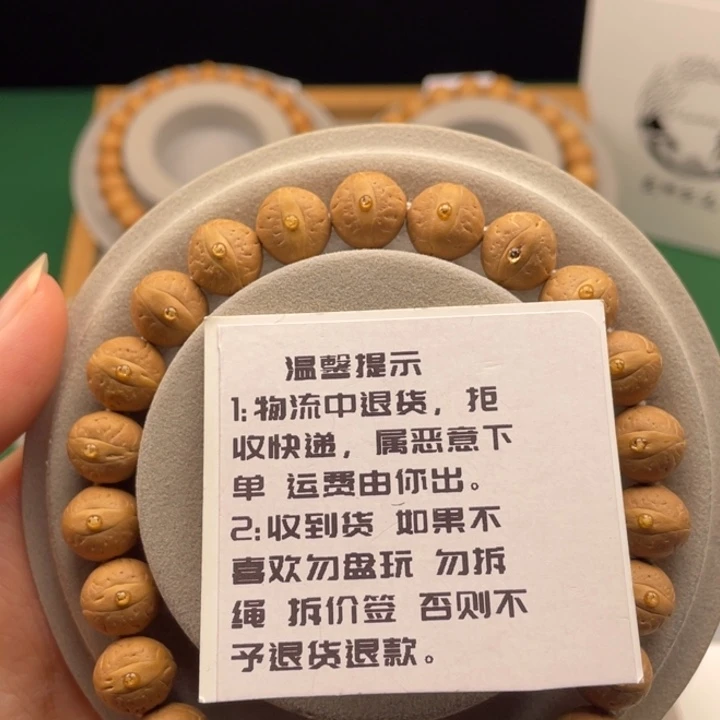 温馨提示
1:物流中退货，拒
收快递，属恶意下
单 运费由你出。
2:收到货 如果不
喜欢勿盘玩 勿拆
绳 拆价签 否则不
予退货退款。